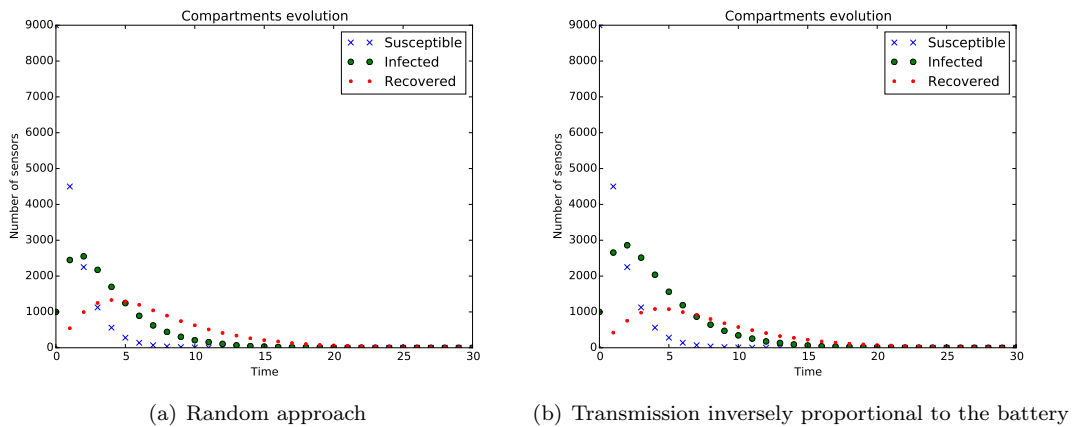 Compartments evolution
9000
8000
7000
6000
5000
4000
3000
2000
1000
0
Number of sensors
0 5 10 15 20 25 30
Time
Susceptible
Infected
Recovered
(a) Random approach
Compartments evolution
9000
8000
7000
6000
5000
4000
3000
2000
1000
0
Number of sensors
0 5 10 15 20 25 30
Time
Susceptible
Infected
Recovered
(b) Transmission inversely proportional to the battery